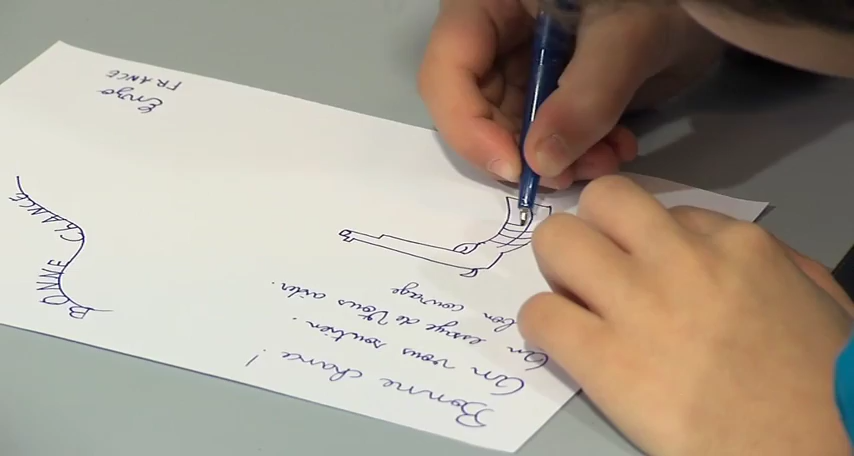 Bonne chance !
On vous soutien.
On essaye de Vous aider.
bon courage
BONNE CHANCE
Enzo
FRANCE